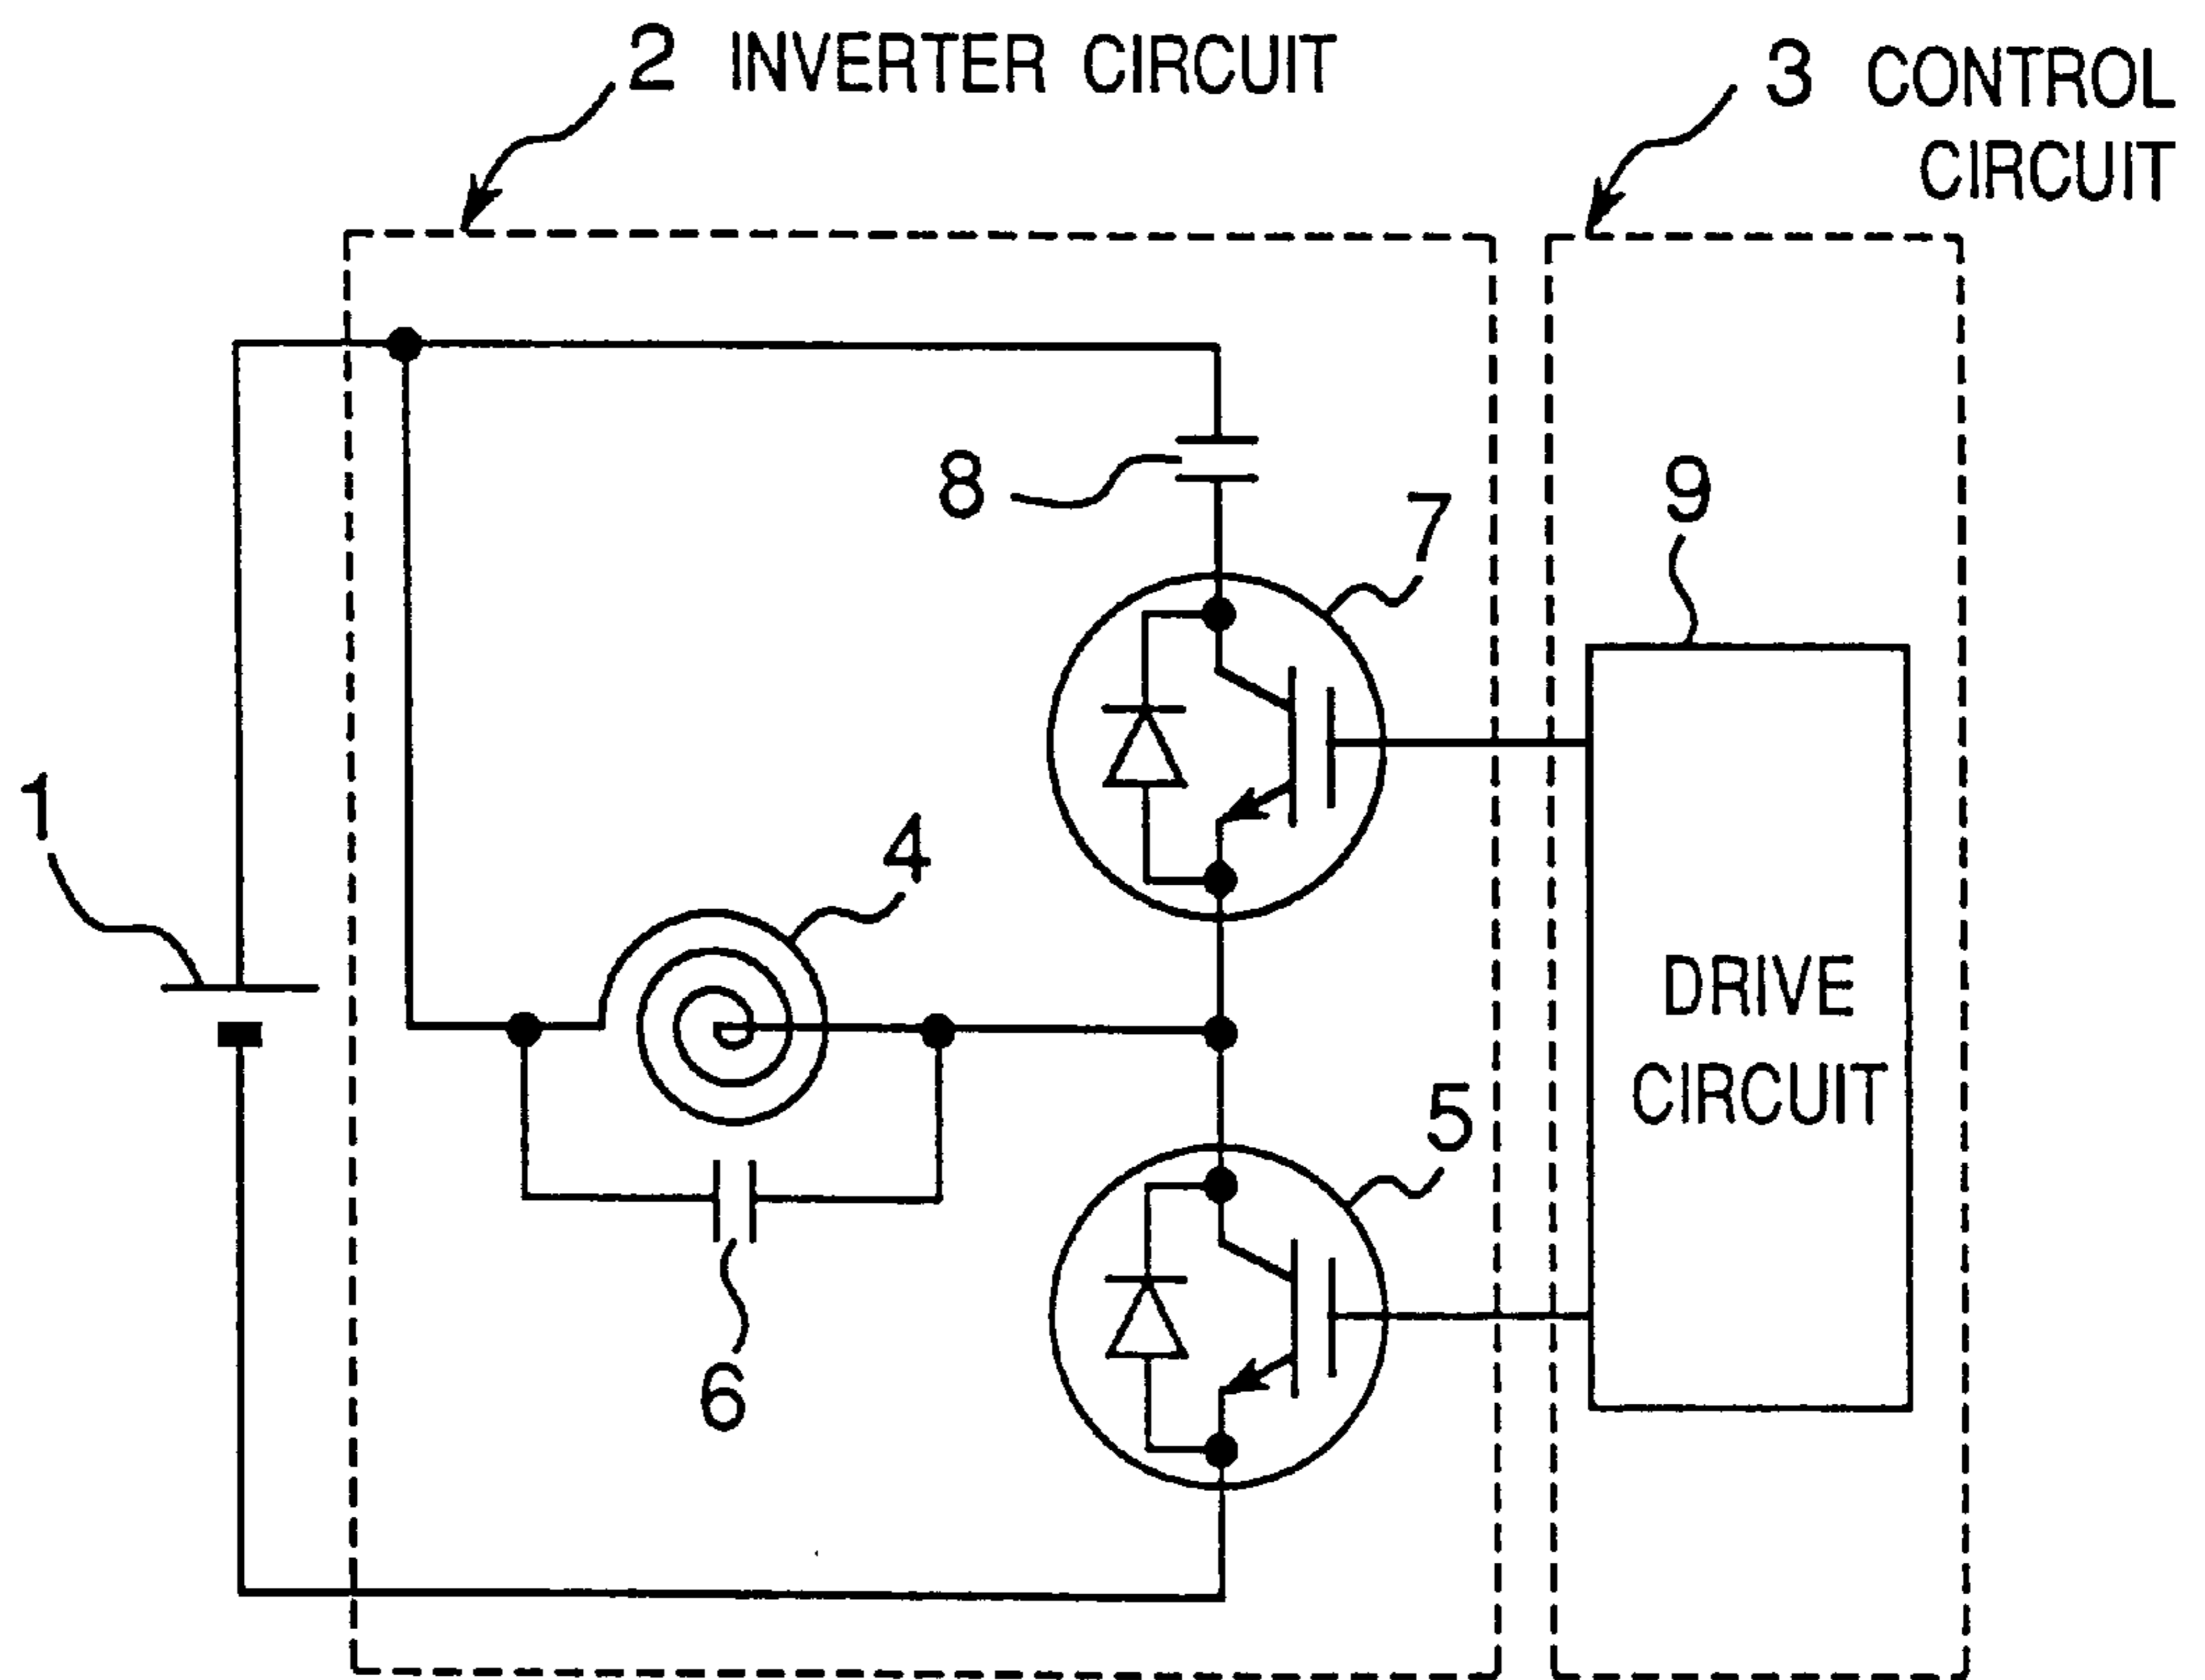 2 INVERTER CIRCUIT
3 CONTROL
CIRCUIT
8
7
9
1
4
DRIVE
CIRCUIT
5
6